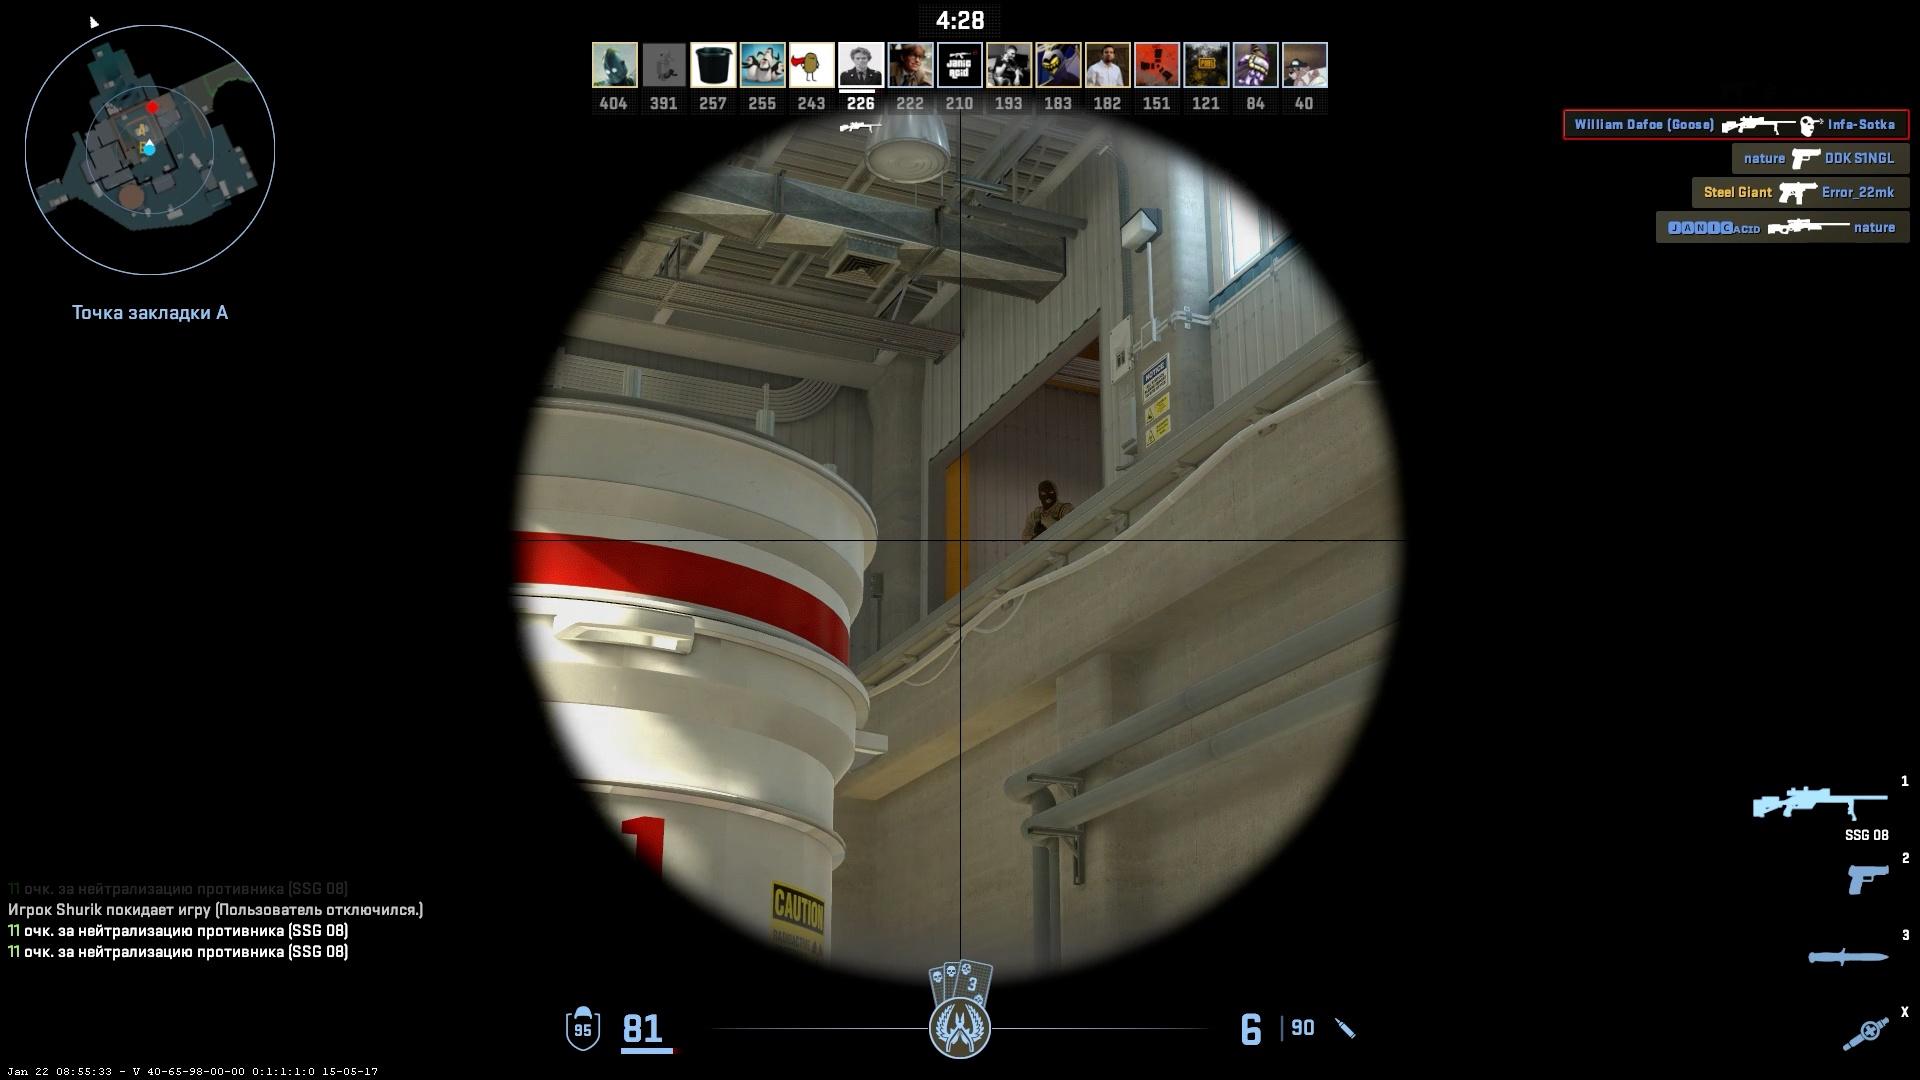 4:28
404 391 257 255 243 226 222 210 193 183 182 151 121 84 40
Janic
Acid
William Dafoe (Goose) Infa-Sotka
nature DDK S1NGL
Steel Giant Error_22mk
JANICACID nature
Точка закладки A
NOTICE
1
CAUTION
RADIOACTIVE
1
SSG 08
2
3
X
11 очк. за нейтрализацию противника (SSG 08)
Игрок Shurik покидает игру (Пользователь отключился.)
11 очк. за нейтрализацию противника (SSG 08)
11 очк. за нейтрализацию противника (SSG 08)
3
95 81 6 90
Jan 22 08:55:33 - V 40-65-98-00-00 0:1:1:1:0 15-05-17